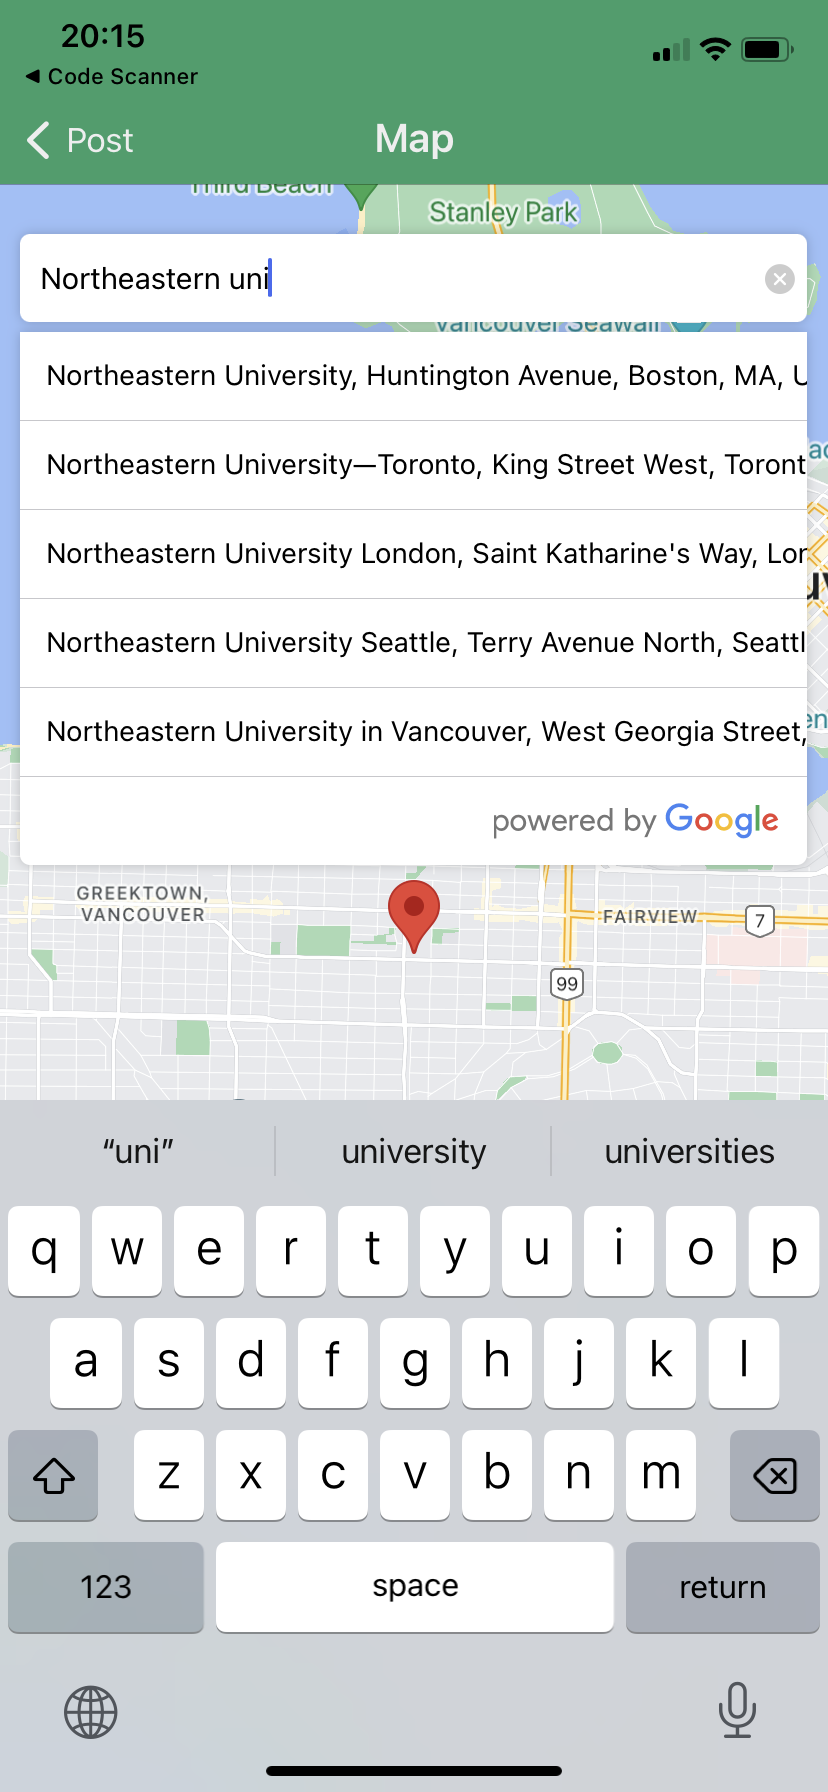 20:15
◀ Code Scanner
Post
Map
Third Beach
Stanley Park
Northeastern uni
Vancouver Seawall
Northeastern University, Huntington Avenue, Boston, MA, U
Northeastern University—Toronto, King Street West, Toront
Northeastern University London, Saint Katharine's Way, Lon
Northeastern University Seattle, Terry Avenue North, Seattl
Northeastern University in Vancouver, West Georgia Street,
powered by Google
GREEKTOWN,
VANCOUVER
FAIRVIEW
7
99
“uni”
university
universities
q w e r t y u i o p
a s d f g h j k l
z x c v b n m
123
space
return